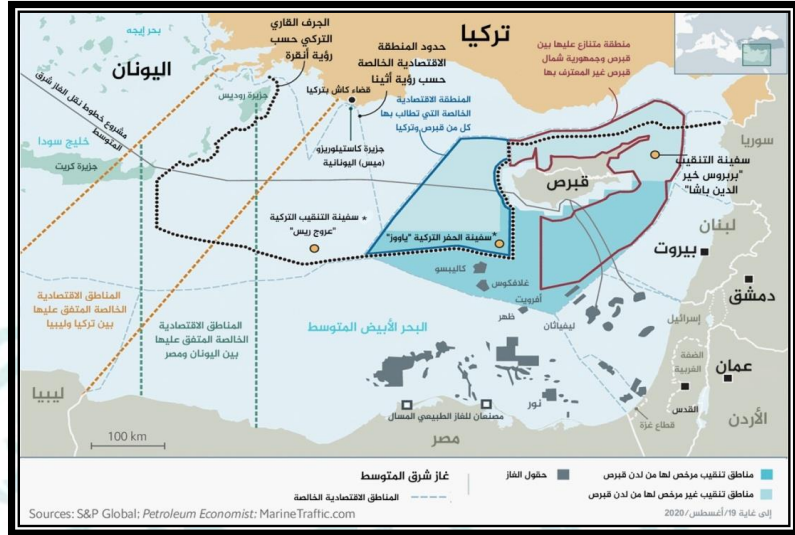 تركيا
بحر إيجه
اليونان
الجرف القاري
التركي حسب
رؤية أنقرة
حدود المنطقة
الاقتصادية الخالصة
حسب رؤية أثينا
قضاء كاش بتركيا
منطقة متنازع عليها بين
قبرص وجمهورية شمال
قبرص غير المعترف بها
المنطقة الاقتصادية
الخالصة التي تطالب بها
كل من قبرص وتركيا
جزيرة روديس
مشروع خطوط نقل الغاز شرق
المتوسط
خليج سودا
جزيرة كريت
جزيرة كاستيلوريزو
(ميس) اليونانية
سوريا
سفينة التنقيب
"بربروس خير
الدين باشا"
قبرص
* سفينة التنقيب التركية
"عروج ريس"
*سفينة الحفر التركية "ياووز"
لبنان
بيروت
دمشق
كاليبسو
غلافكوس
أفروديت
ظهر
ليفياثان
إسرائيل
المناطق الاقتصادية
الخالصة المتفق عليها
بين تركيا وليبيا
المناطق الاقتصادية
الخالصة المتفق عليها
بين اليونان ومصر
البحر الأبيض المتوسط
الضفة
الغربية
عمان
القدس
الأردن
قطاع غزة
نور
مصنعان للغاز الطبيعي المسال
ليبيا
مصر
100 km
غاز شرق المتوسط
المناطق الاقتصادية الخالصة
حقول الغاز
مناطق تنقيب مرخص لها من لدن قبرص
مناطق تنقيب غير مرخص لها من لدن قبرص
إلى غاية 19/أغسطس/2020
Sources: S&P Global; Petroleum Economist; MarineTraffic.com